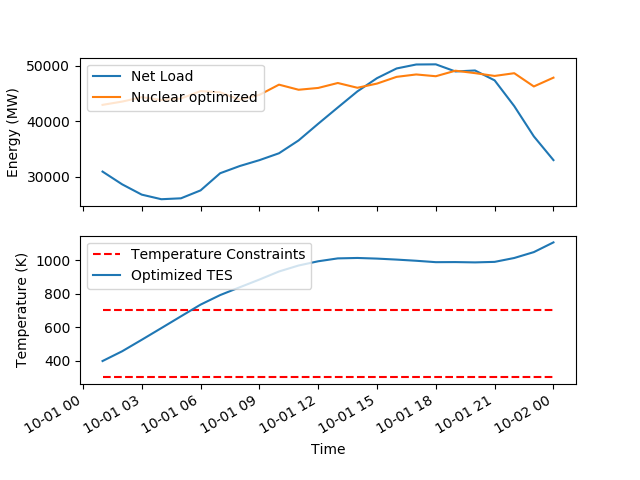 Net Load
Nuclear optimized
50000
40000
30000
Energy (MW)
Temperature Constraints
Optimized TES
1000
800
600
400
Temperature (K)
10-01 00
10-01 03
10-01 06
10-01 09
10-01 12
10-01 15
10-01 18
10-01 21
10-02 00
Time